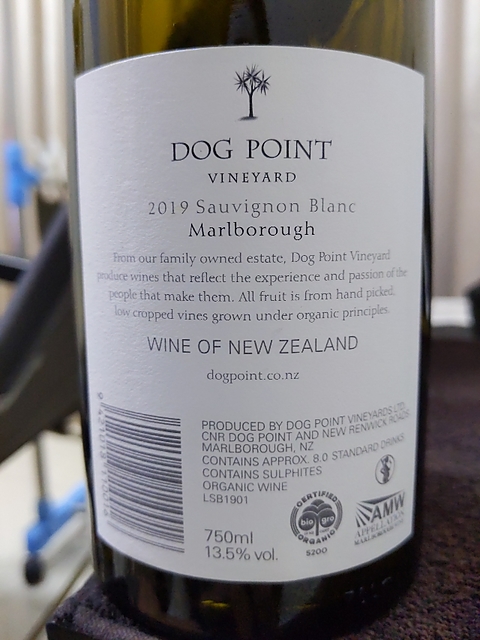 DOG POINT
VINEYARD
2019 Sauvignon Blanc
Marlborough
From our family owned estate, Dog Point Vineyard
produce wines that reflect the experience and passion of the
people that make them. All fruit is from hand picked,
low cropped vines grown under organic principles.
WINE OF NEW ZEALAND
dogpoint.co.nz
PRODUCED BY DOG POINT VINEYARDS LTD.
CNR DOG POINT AND NEW RENWICK ROADS,
MARLBOROUGH, NZ
CONTAINS APPROX. 8.0 STANDARD DRINKS
CONTAINS SULPHITES
ORGANIC WINE
LSB1901
750ml
13.5% vol.
CERTIFIED
bio gro
ORGANIC
5200
AMW
APPELLATION